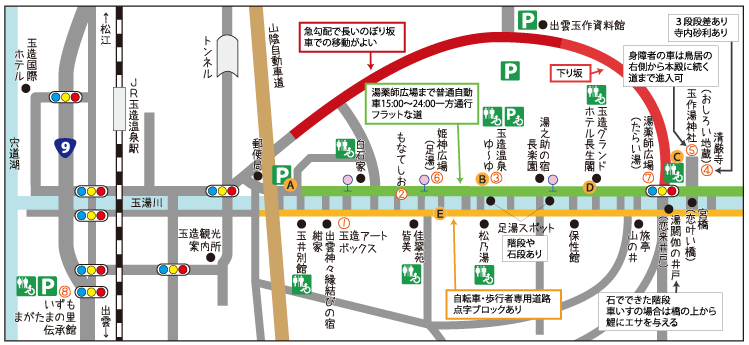 ↑松江
玉造国際
ホテル
宍道湖
9
JR玉造温泉駅
トンネル
山陰自動車道
急勾配で長いのぼり坂
車での移動がよい
P
出雲玉作資料館
下り坂
3段段差あり
寺内砂利あり
身障者の車は鳥居の
右側から本殿に続く
道まで進入可
湯薬師広場まで普通自動
車15:00〜24:00一方通行
フラットな道
郵便局
P
A
白石家
もなてしお
②
姫神広場
(足湯)
⑥
P
玉造温泉
ゆ〜ゆ
③
B
湯之助の宿
長楽園
玉造グランド
ホテル長生閣
D
湯薬師広場
(たらい湯)
⑦
C
玉作湯神社
⑤
清巌寺
(おしろい地蔵)
④
玉湯川
玉造観光
案内所
玉井別館
紺家
出雲神々縁結びの宿
①
玉造アート
ボックス
皆美
佳翠苑
E
松乃湯
足湯スポット
階段や
石段あり
保性館
山の井
旅亭
湯閼伽の井戸
(恋来井戸)
宮橋
(恋叶い橋)
自転車・歩行者専用道路
点字ブロックあり
石でできた階段
車いすの場合は橋の上から
鯉にエサを与える
P
⑧
いずも
まがたまの里
伝承館
出雲↓